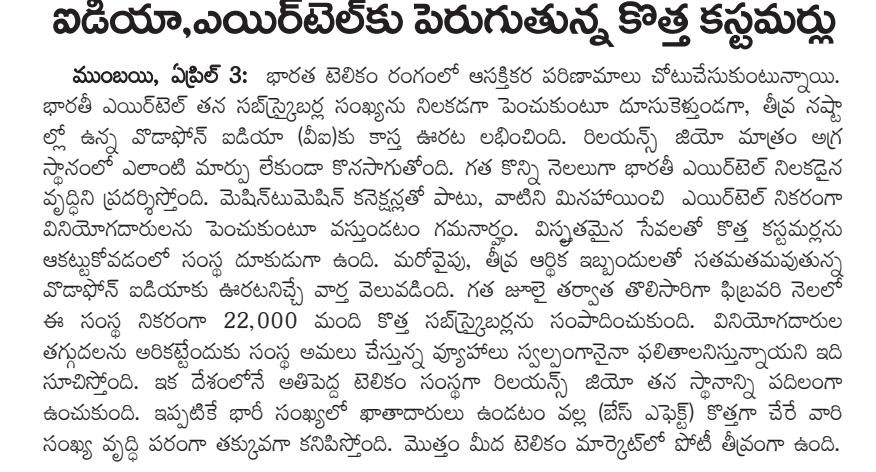 ఐడియా,ఎయిర్‌టెల్‌కు పెరుగుతున్న కొత్త కస్టమర్లు
ముంబయి, ఏప్రిల్ 3: భారత టెలికం రంగంలో ఆసక్తికర పరిణామాలు చోటుచేసుకుంటున్నాయి.
భారతీ ఎయిర్‌టెల్ తన సబ్‌స్క్రైబర్ల సంఖ్యను నిలకడగా పెంచుకుంటూ దూసుకెళ్తుండగా, తీవ్ర నష్టా
ల్లో ఉన్న వొడాఫోన్ ఐడియా (వీఐ)కు కాస్త ఊరట లభించింది. రిలయన్స్ జియో మాత్రం అగ్ర
స్థానంలో ఎలాంటి మార్పు లేకుండా కొనసాగుతోంది. గత కొన్ని నెలలుగా భారతీ ఎయిర్‌టెల్ నిలకడైన
వృద్ధిని ప్రదర్శిస్తోంది. మెషిన్‌టుమెషిన్ కనెక్షన్లతో పాటు, వాటిని మినహాయించి ఎయిర్‌టెల్ నికరంగా
వినియోగదారులను పెంచుకుంటూ వస్తుండటం గమనార్హం. విస్తృతమైన సేవలతో కొత్త కస్టమర్లను
ఆకట్టుకోవడంలో సంస్థ దూకుడుగా ఉంది. మరోవైపు, తీవ్ర ఆర్థిక ఇబ్బందులతో సతమతమవుతున్న
వొడాఫోన్ ఐడియాకు ఊరటనిచ్చే వార్త వెలువడింది. గత జూలై తర్వాత తొలిసారిగా ఫిబ్రవరి నెలలో
ఈ సంస్థ నికరంగా 22,000 మంది కొత్త సబ్‌స్క్రైబర్లను సంపాదించుకుంది. వినియోగదారుల
తగ్గుదలను అరికట్టేందుకు సంస్థ అమలు చేస్తున్న వ్యూహాలు స్వల్పంగానైనా ఫలితాలనిస్తున్నాయని ఇది
సూచిస్తోంది. ఇక దేశంలోనే అతిపెద్ద టెలికం సంస్థగా రిలయన్స్ జియో తన స్థానాన్ని పదిలంగా
ఉంచుకుంది. ఇప్పటికే భారీ సంఖ్యలో ఖాతాదారులు ఉండటం వల్ల (బేస్ ఎఫెక్ట్) కొత్తగా చేరే వారి
సంఖ్య వృద్ధి పరంగా తక్కువగా కనిపిస్తోంది. మొత్తం మీద టెలికం మార్కెట్‌లో పోటీ తీవ్రంగా ఉంది.